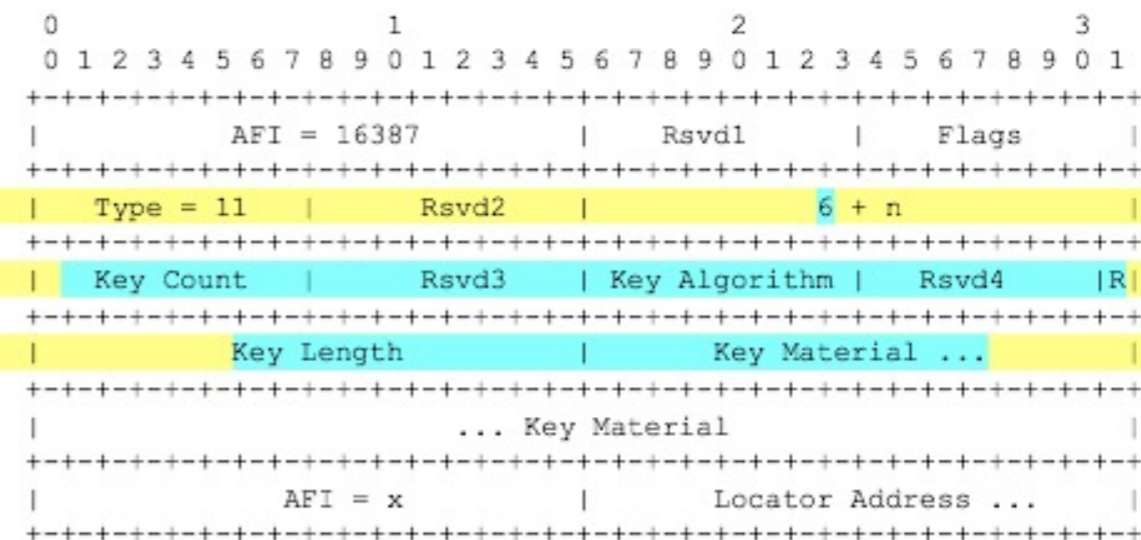 0                   1                   2                   3
0 1 2 3 4 5 6 7 8 9 0 1 2 3 4 5 6 7 8 9 0 1 2 3 4 5 6 7 8 9 0 1
+-+-+-+-+-+-+-+-+-+-+-+-+-+-+-+-+-+-+-+-+-+-+-+-+-+-+-+-+-+-+-+-+
|           AFI = 16387         |     Rsvd1     |     Flags     |
+-+-+-+-+-+-+-+-+-+-+-+-+-+-+-+-+-+-+-+-+-+-+-+-+-+-+-+-+-+-+-+-+
|   Type = 11   |      Rsvd2    |             6 + n             |
+-+-+-+-+-+-+-+-+-+-+-+-+-+-+-+-+-+-+-+-+-+-+-+-+-+-+-+-+-+-+-+-+
|   Key Count   |      Rsvd3    | Key Algorithm |   Rsvd4     |R|
+-+-+-+-+-+-+-+-+-+-+-+-+-+-+-+-+-+-+-+-+-+-+-+-+-+-+-+-+-+-+-+-+
|           Key Length          |       Key Material ...        |
+-+-+-+-+-+-+-+-+-+-+-+-+-+-+-+-+-+-+-+-+-+-+-+-+-+-+-+-+-+-+-+-+
|                        ... Key Material                       |
+-+-+-+-+-+-+-+-+-+-+-+-+-+-+-+-+-+-+-+-+-+-+-+-+-+-+-+-+-+-+-+-+
|              AFI = x          |       Locator Address ...     |
+-+-+-+-+-+-+-+-+-+-+-+-+-+-+-+-+-+-+-+-+-+-+-+-+-+-+-+-+-+-+-+-+